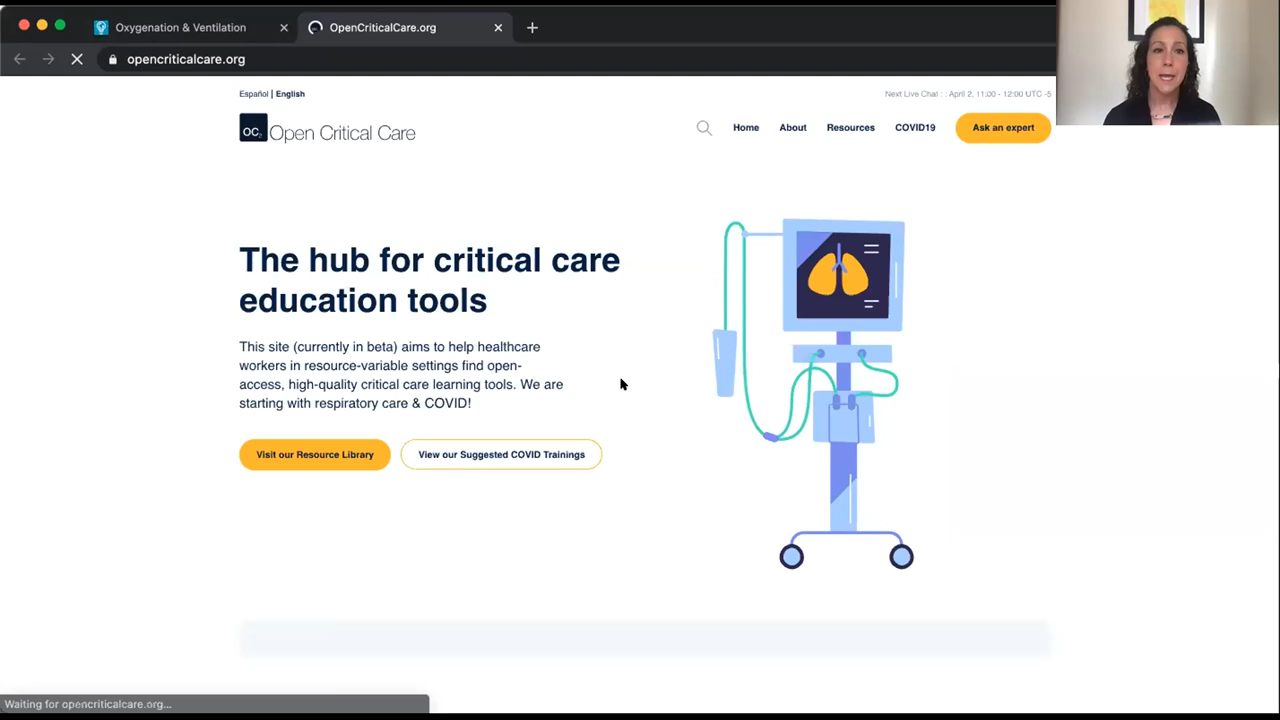 Oxygenation & Ventilation
OpenCriticalCare.org
opencriticalcare.org
Español | English
Next Live Chat : : April 2, 11:00 - 12:00 UTC -5
OC
Open Critical Care
Home
About
Resources
COVID19
Ask an expert
The hub for critical care
education tools
This site (currently in beta) aims to help healthcare
workers in resource-variable settings find open-
access, high-quality critical care learning tools. We are
starting with respiratory care & COVID!
Visit our Resource Library
View our Suggested COVID Trainings
Waiting for opencriticalcare.org...